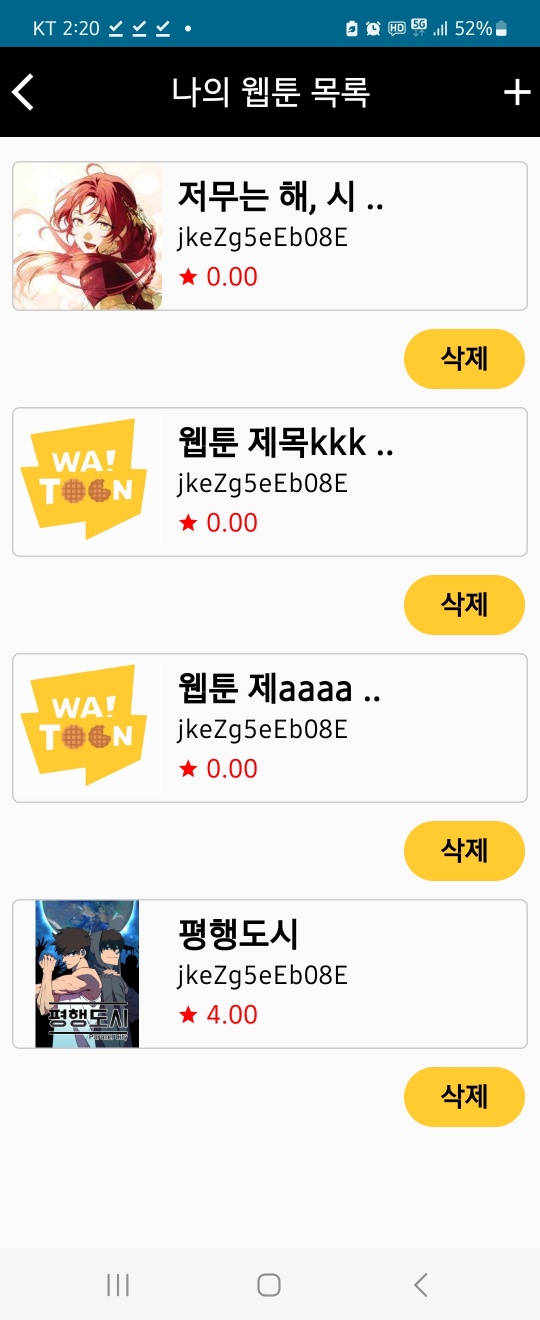 KT 2:20
HD 5G 52%
나의 웹툰 목록
저무는 해, 시 ..
jkeZg5eEb08E
★ 0.00
삭제
WA!
TOON
웹툰 제목kkk ..
jkeZg5eEb08E
★ 0.00
삭제
WA!
TOON
웹툰 제aaaa ..
jkeZg5eEb08E
★ 0.00
삭제
평행도시
평행도시
jkeZg5eEb08E
★ 4.00
삭제